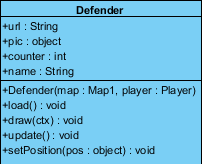 Defender
+url : String
+pic : object
+counter : int
+name : String
+Defender(map : Map1, player : Player)
+load() : void
+draw(ctx) : void
+update() : void
+setPosition(pos : object) : void